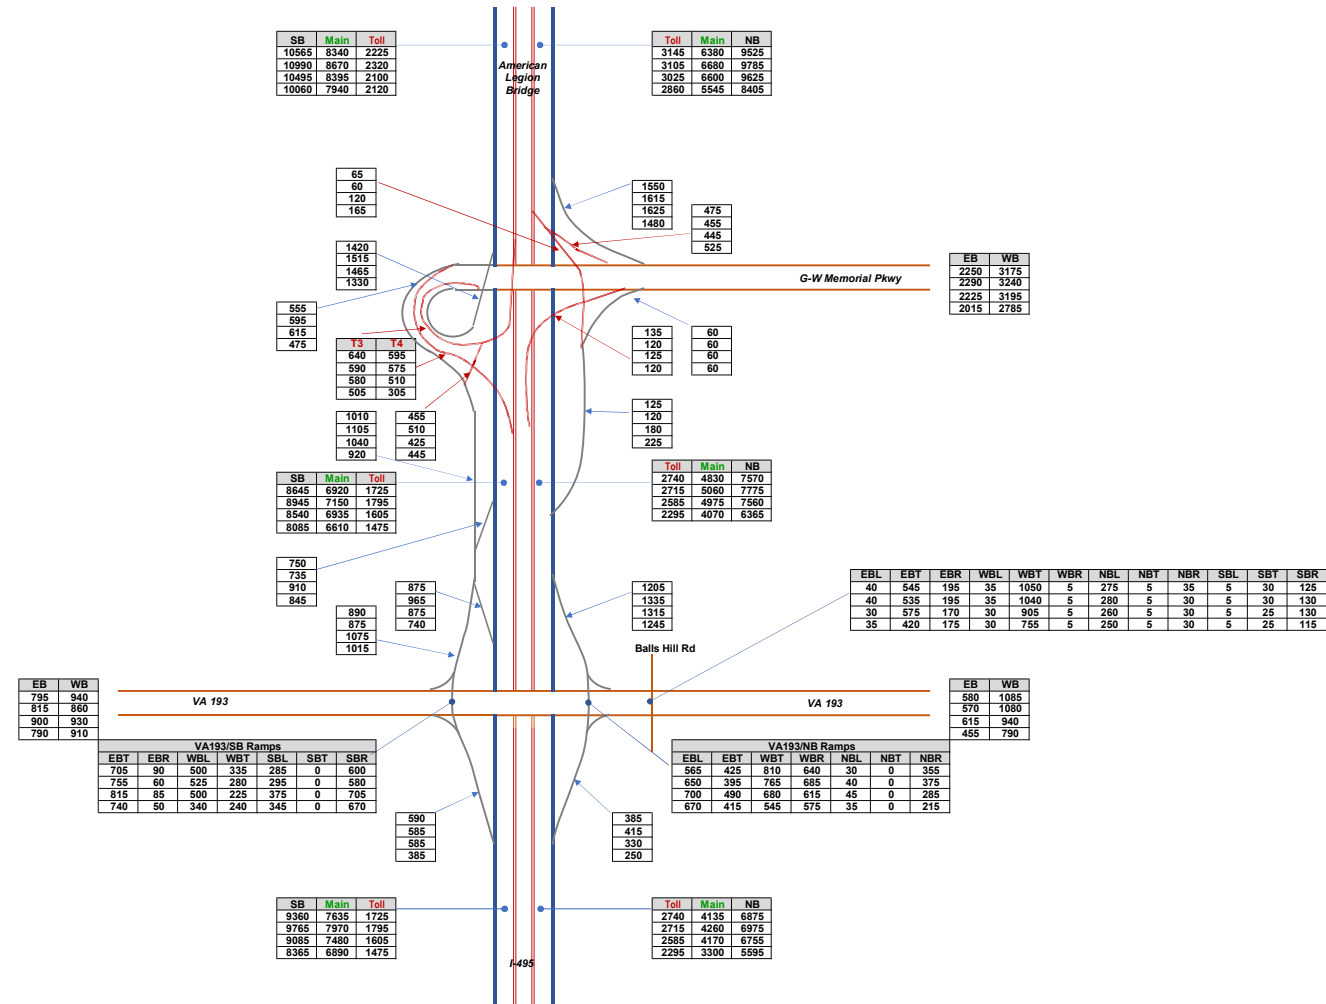 SB Main Toll
10565 8340 2225
10990 8670 2320
10495 8395 2100
10060 7940 2120
American
Legion
Bridge
Toll Main NB
3145 6380 9525
3105 6680 9785
3025 6600 9625
2860 5545 8405
65
60
120
165
1550
1615
1625
1480
475
455
445
525
1420
1515
1465
1330
G-W Memorial Pkwy
EB WB
2250 3175
2290 3240
2225 3195
2015 2785
555
595
615
475
T3 T4
640 595
590 575
580 510
505 305
135
120
125
120
60
60
60
60
1010
1105
1040
920
455
510
425
445
125
120
180
225
SB Main Toll
8645 6920 1725
8945 7150 1795
8540 6935 1605
8085 6610 1475
Toll Main NB
2740 4830 7570
2715 5060 7775
2585 4975 7560
2295 4070 6365
750
735
910
845
875
965
875
740
890
875
1075
1015
1205
1335
1315
1245
EBL EBT EBR WBL WBT WBR NBL NBT NBR SBL SBT SBR
40 545 195 35 1050 5 275 5 35 5 30 125
40 535 195 35 1040 5 280 5 30 5 30 130
30 575 170 30 905 5 260 5 30 5 25 130
35 420 175 30 755 5 250 5 30 5 25 115
Balls Hill Rd
EB WB
795 940
815 860
900 930
790 910
VA 193
VA 193
EB WB
580 1085
570 1080
615 940
455 790
VA193/SB Ramps
EBT EBR WBL WBT SBL SBT SBR
705 90 500 335 285 0 600
755 60 525 280 295 0 580
815 85 500 225 375 0 705
740 50 340 240 345 0 670
VA193/NB Ramps
EBL EBT WBT WBR NBL NBT NBR
565 425 810 640 30 0 355
650 395 765 685 40 0 375
700 490 680 615 45 0 285
670 415 545 575 35 0 215
590
585
585
385
385
415
330
250
SB Main Toll
9360 7635 1725
9765 7970 1795
9085 7480 1605
8365 6890 1475
Toll Main NB
2740 4135 6875
2715 4260 6975
2585 4170 6755
2295 3300 5595
I-495